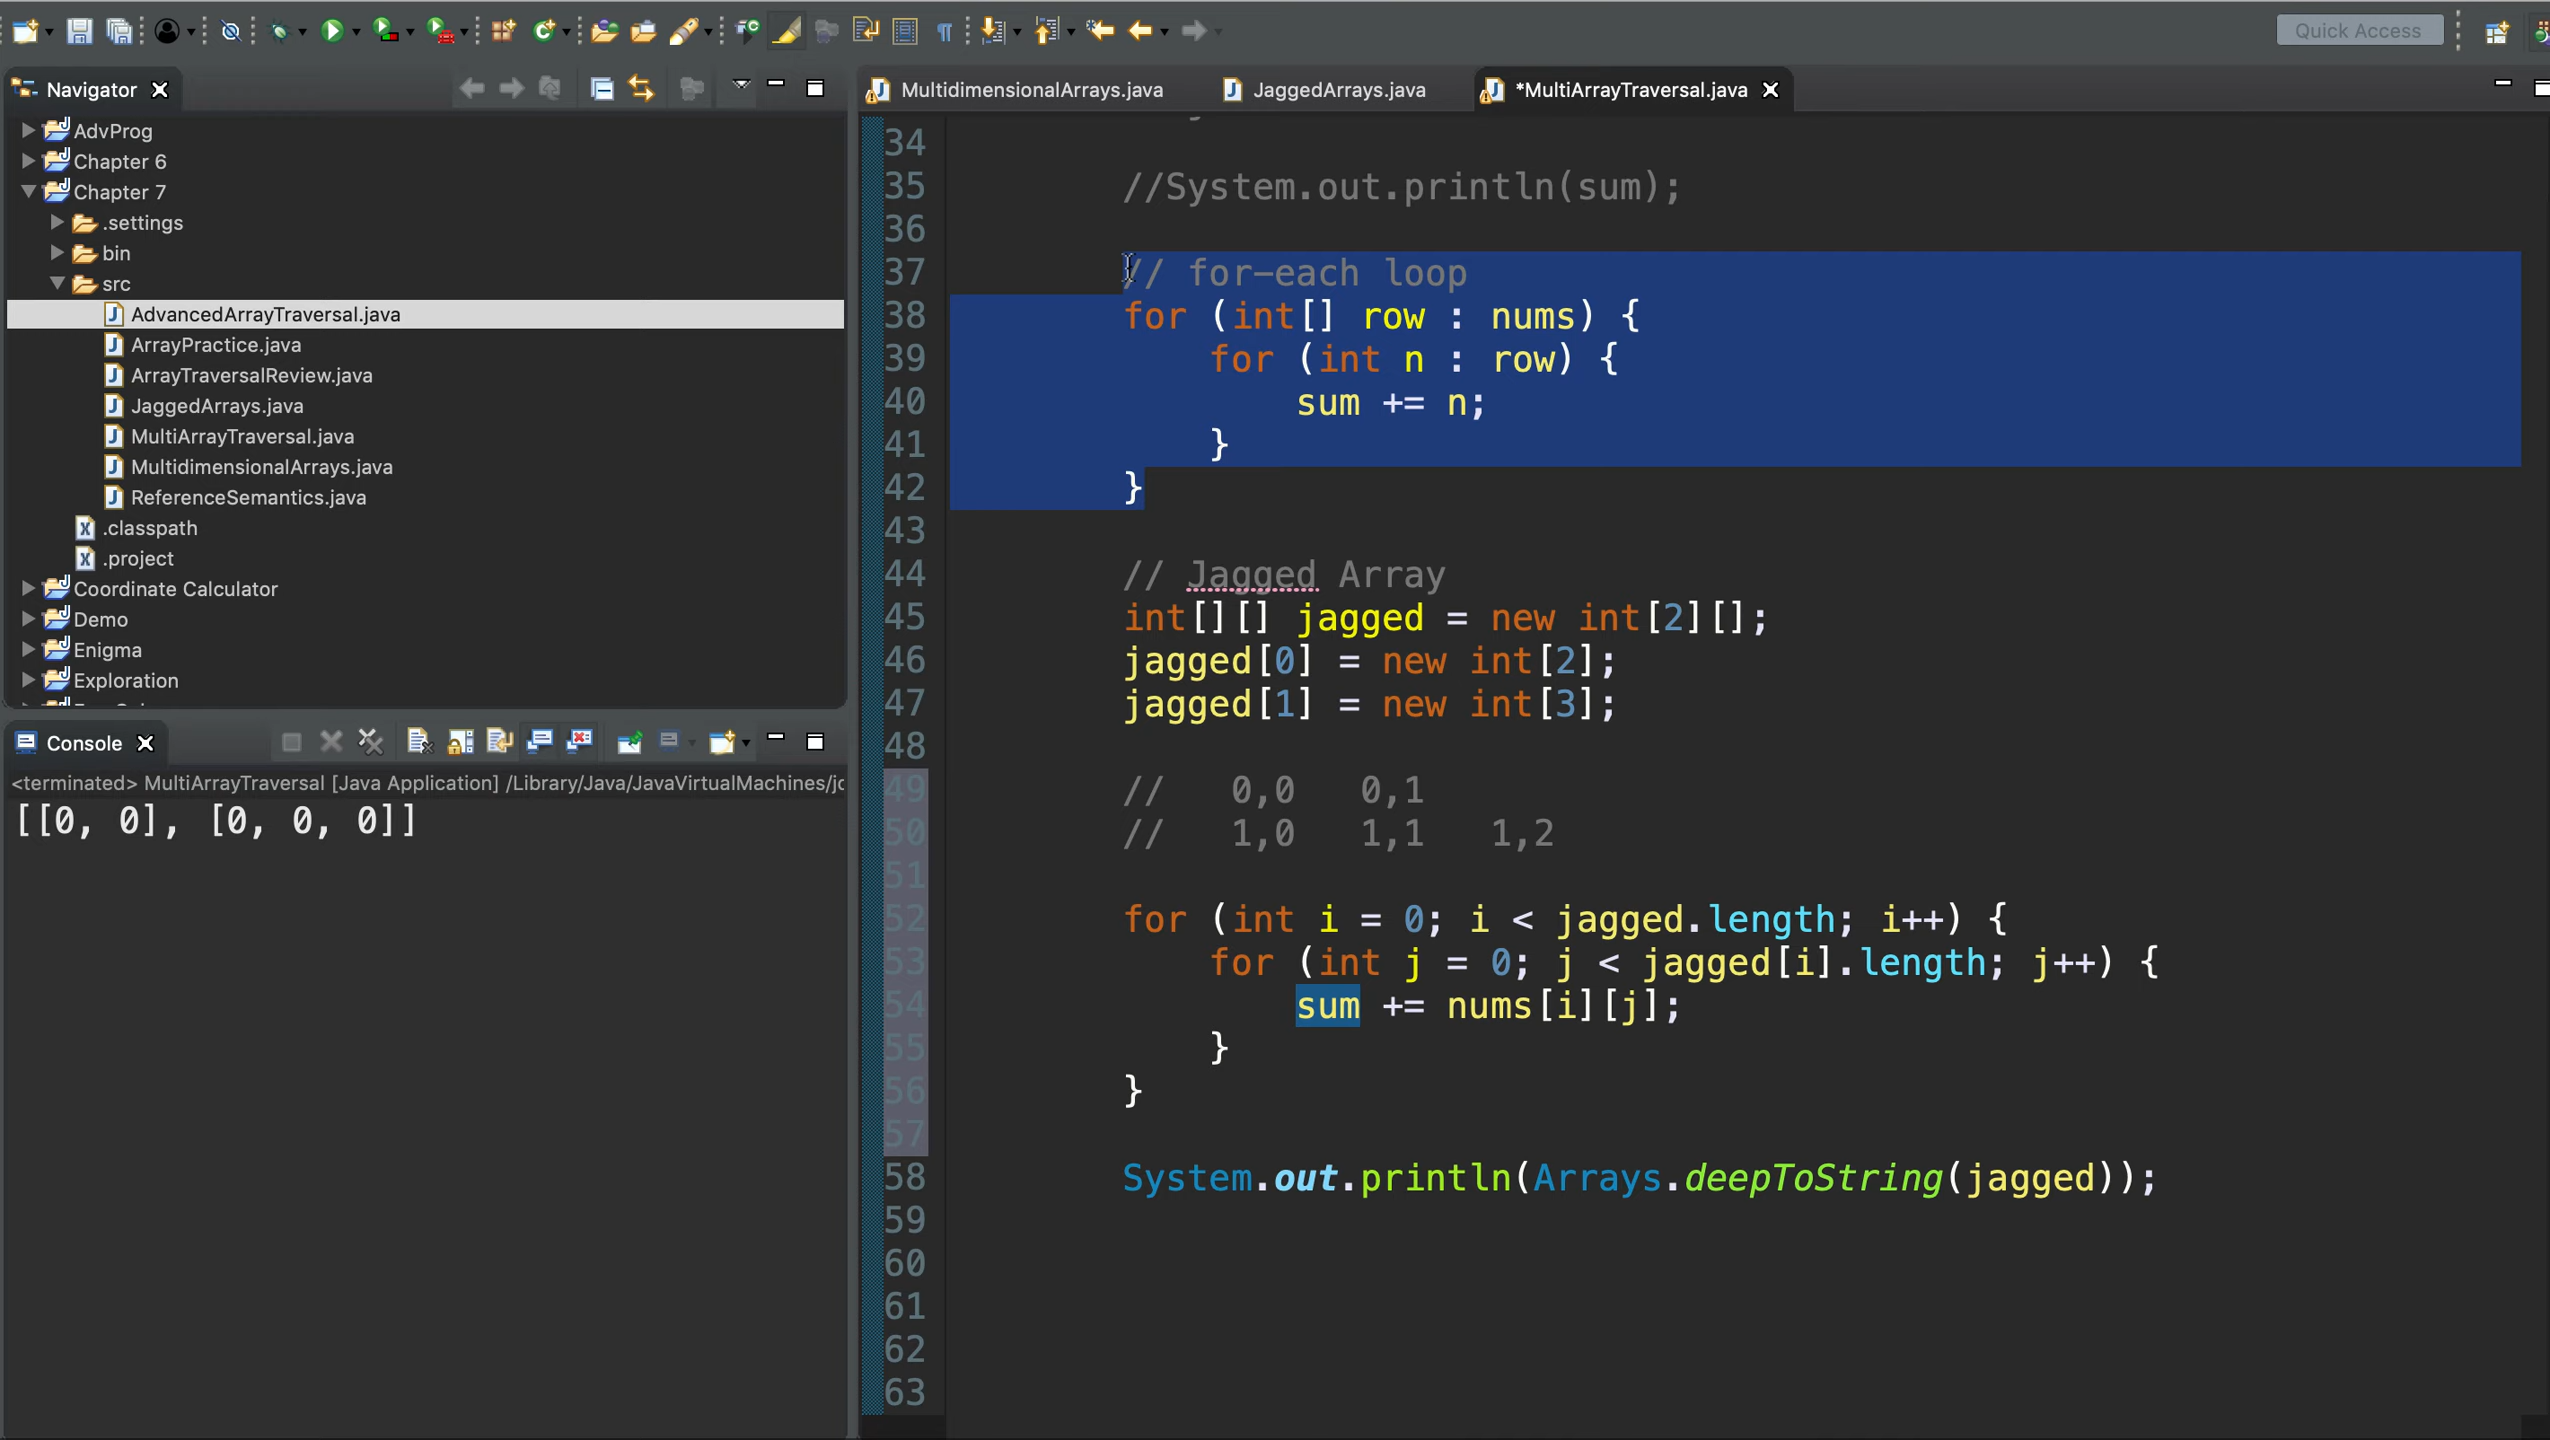 Quick Access
Navigator
AdvProg
Chapter 6
Chapter 7
.settings
bin
src
AdvancedArrayTraversal.java
ArrayPractice.java
ArrayTraversalReview.java
JaggedArrays.java
MultiArrayTraversal.java
MultidimensionalArrays.java
ReferenceSemantics.java
.classpath
.project
Coordinate Calculator
Demo
Enigma
Exploration
Console
<terminated> MultiArrayTraversal [Java Application] /Library/Java/JavaVirtualMachines/jd
[[0, 0], [0, 0, 0]]
MultidimensionalArrays.java JaggedArrays.java *MultiArrayTraversal.java
34
35 //System.out.println(sum);
36
37 // for-each loop
38 for (int[] row : nums) {
39 for (int n : row) {
40 sum += n;
41 }
42 }
43
44 // Jagged Array
45 int[][] jagged = new int[2][];
46 jagged[0] = new int[2];
47 jagged[1] = new int[3];
48
49 // 0,0 0,1
50 // 1,0 1,1 1,2
51
52 for (int i = 0; i < jagged.length; i++) {
53 for (int j = 0; j < jagged[i].length; j++) {
54 sum += nums[i][j];
55 }
56 }
57
58 System.out.println(Arrays.deepToString(jagged));
59
60
61
62
63